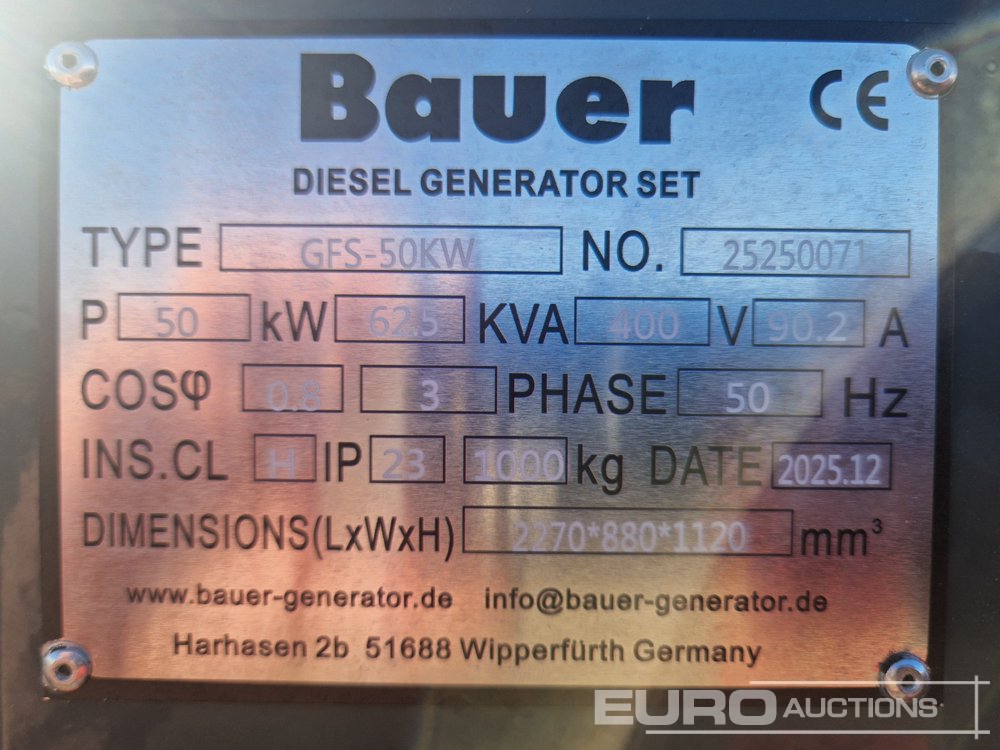 Bauer CE
DIESEL GENERATOR SET
TYPE GFS-50KW NO. 25250071
P 50 kW 62.5 KVA 400 V 90.2 A
COSφ 0.8 3 PHASE 50 Hz
INS.CL H IP 23 1000 kg DATE 2025.12
DIMENSIONS(LxWxH) 2270*880*1120 mm³
www.bauer-generator.de info@bauer-generator.de
Harhasen 2b 51688 Wipperfürth Germany
EURO AUCTIONS